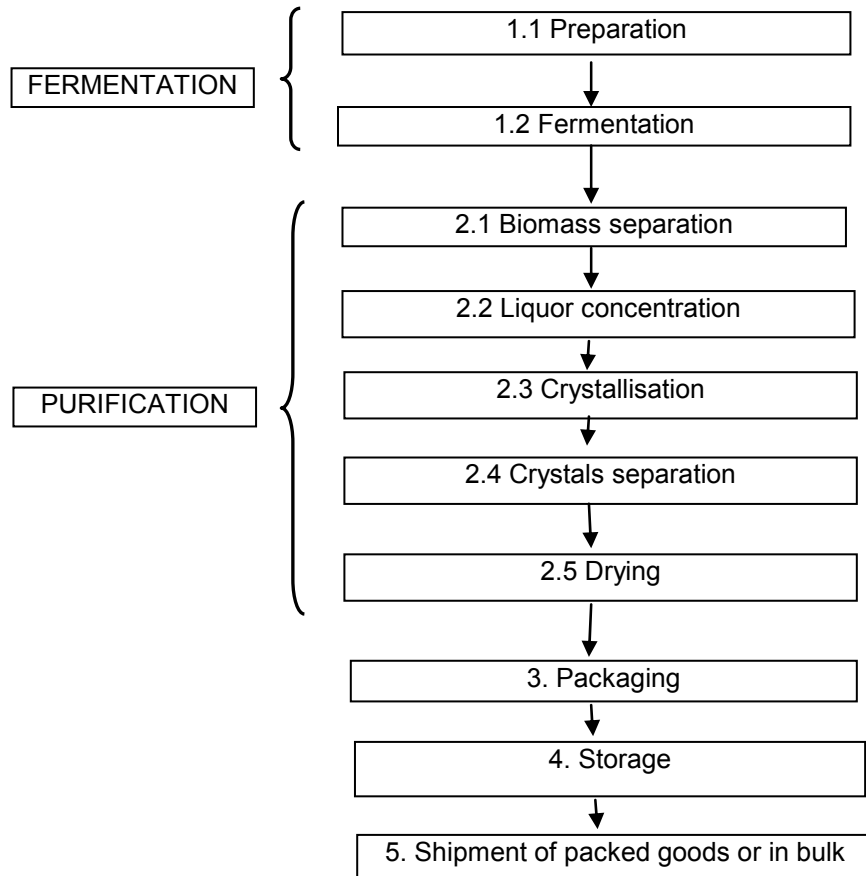 FERMENTATION
1.1 Preparation
1.2 Fermentation
PURIFICATION
2.1 Biomass separation
2.2 Liquor concentration
2.3 Crystallisation
2.4 Crystals separation
2.5 Drying
3. Packaging
4. Storage
5. Shipment of packed goods or in bulk